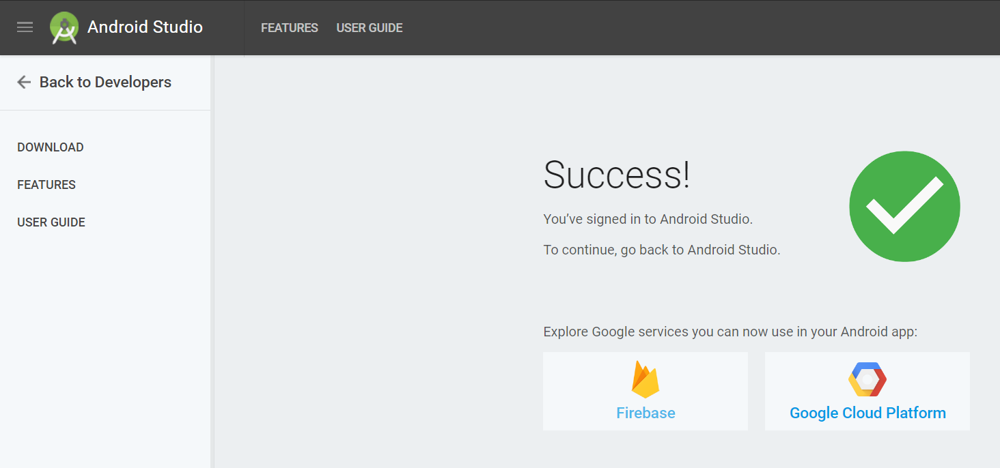 Android Studio
FEATURES
USER GUIDE
Back to Developers
DOWNLOAD
FEATURES
USER GUIDE
Success!
You’ve signed in to Android Studio.
To continue, go back to Android Studio.
Explore Google services you can now use in your Android app:
Firebase
Google Cloud Platform